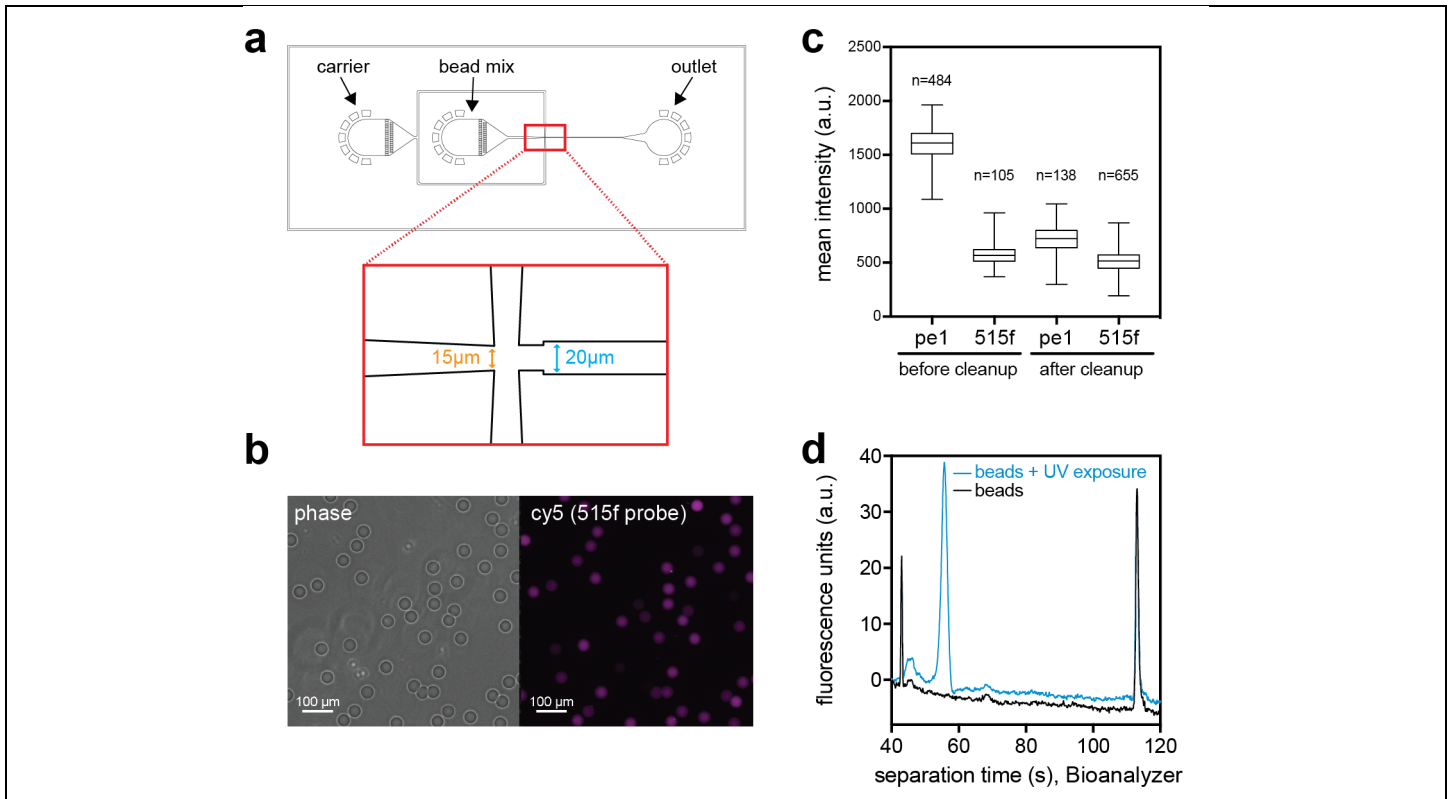 a
carrier
bead mix
outlet
15µm
20µm
b
phase
cy5 (515f probe)
100 µm
100 µm
c
mean intensity (a.u.)
2500
2000
1500
1000
500
0
n=484
n=105
n=138
n=655
pe1
515f
pe1
515f
before cleanup
after cleanup
d
fluorescence units (a.u.)
40
30
20
10
0
beads + UV exposure
beads
40
60
80
100
120
separation time (s), Bioanalyzer